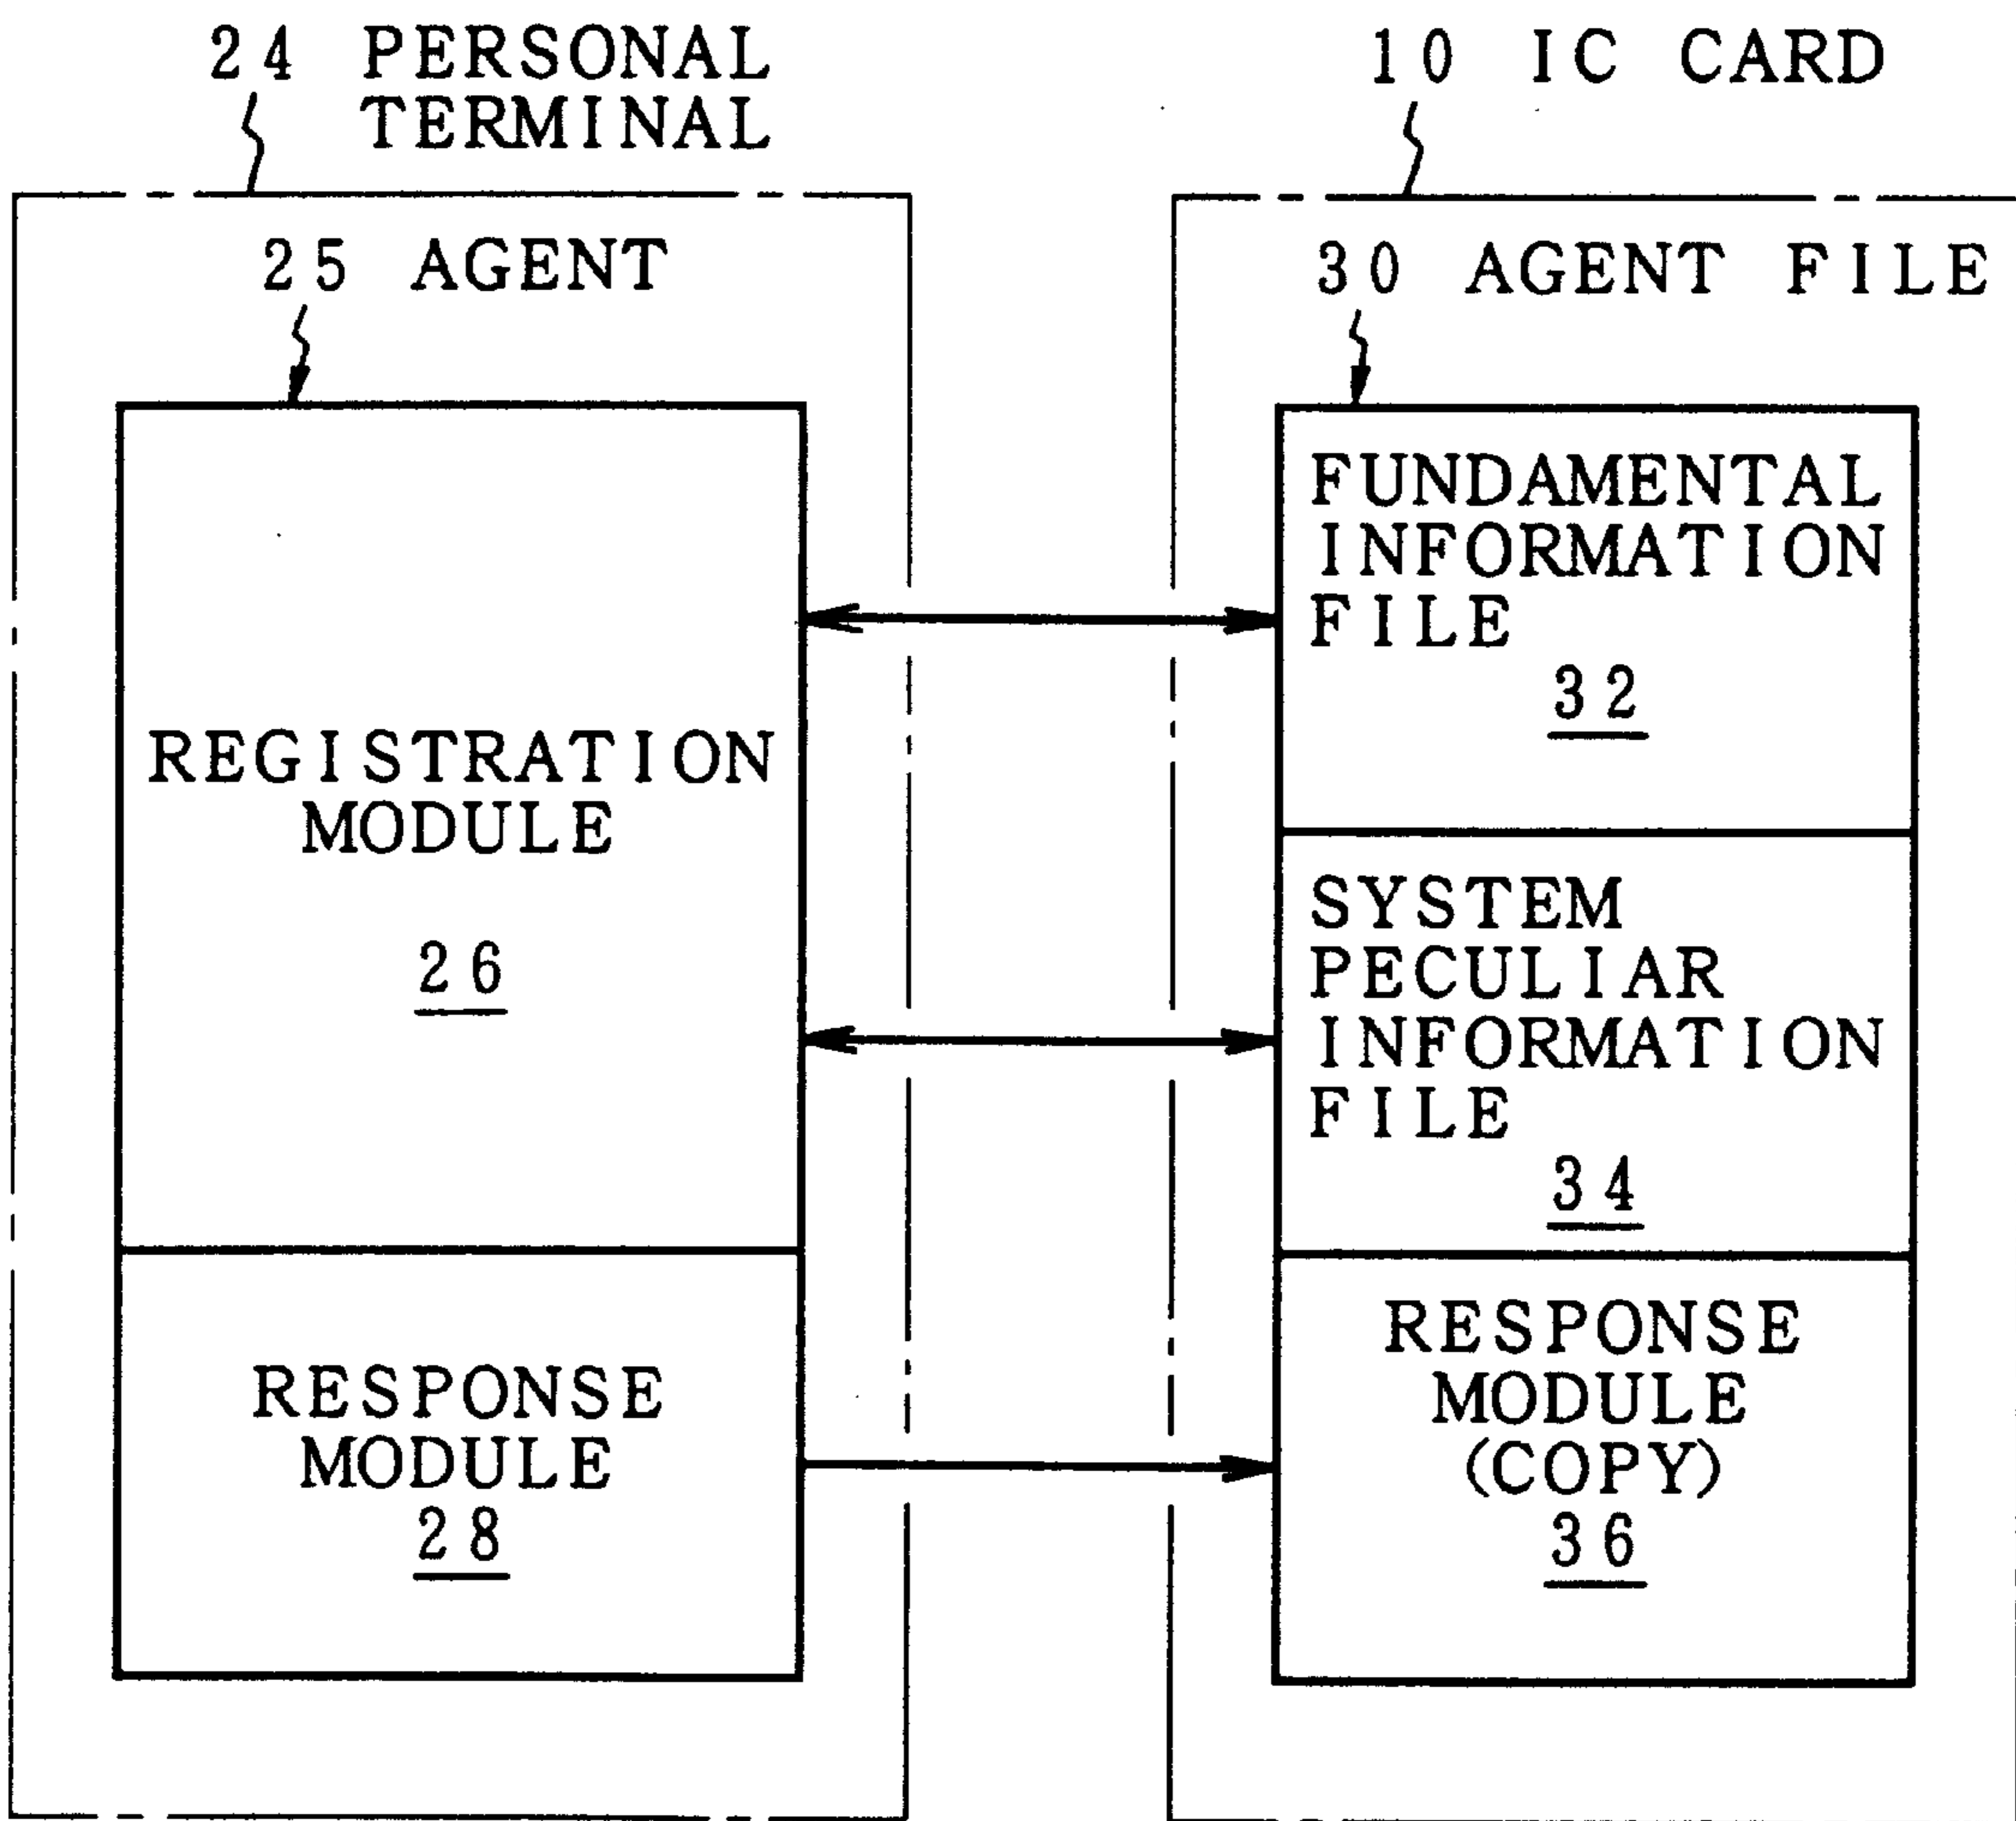 24 PERSONAL
TERMINAL
25 AGENT
REGISTRATION
MODULE
26
RESPONSE
MODULE
28
10 IC CARD
30 AGENT FILE
FUNDAMENTAL
INFORMATION
FILE
32
SYSTEM
PECULIAR
INFORMATION
FILE
34
RESPONSE
MODULE
(COPY)
36